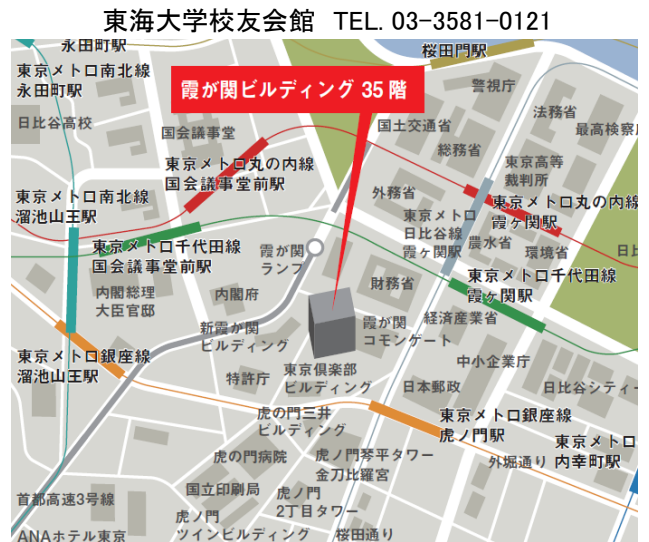 東海大学校友会館 TEL. 03-3581-0121
永田町駅
桜田門駅
東京メトロ南北線
永田町駅
霞が関ビルディング 35 階
警視庁
法務省
日比谷高校
国会議事堂
国土交通省
最高検察庁
総務省
東京メトロ丸の内線
国会議事堂前駅
東京高等
裁判所
外務省
東京メトロ南北線
溜池山王駅
東京メトロ丸の内線
霞ヶ関駅
東京メトロ
日比谷線
霞ヶ関駅
東京メトロ千代田線
国会議事堂前駅
霞が関
ランプ
農水省
環境省
日比
東京メトロ千代田線
霞ヶ関駅
財務省
内閣総理
大臣官邸
内閣府
新霞が関
ビルディング
霞が関
コモンゲート
経済産業省
東京メトロ銀座線
溜池山王駅
中小企業庁
特許庁
東京倶楽部
ビルディング
日本郵政
日比谷シティー
虎の門三井
ビルディング
東京メトロ銀座線
虎ノ門駅
東京メトロ
内幸町駅
虎の門病院
虎ノ門琴平タワー
金刀比羅宮
外堀通り
首都高速3号線
国立印刷局
虎ノ門
2丁目タワー
ANAホテル東京
虎ノ門
ツインビルディング
桜田通り